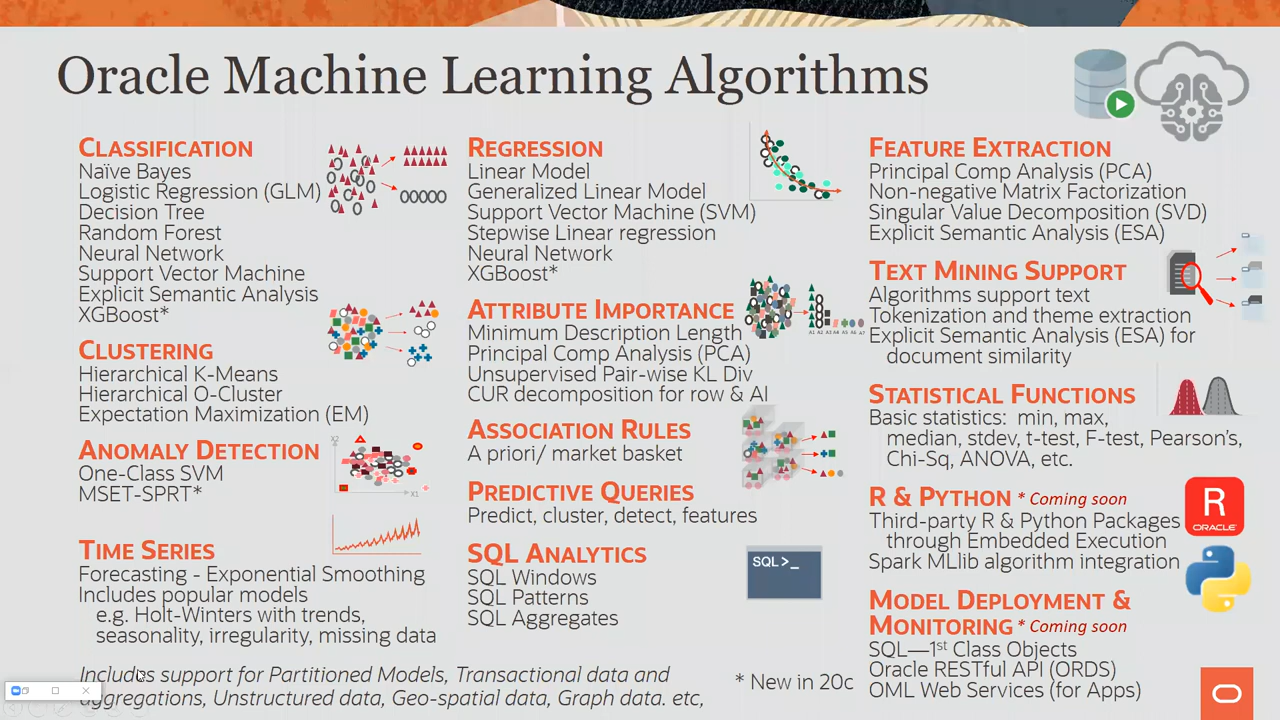 Oracle Machine Learning Algorithms
CLASSIFICATION
Naïve Bayes
Logistic Regression (GLM)
Decision Tree
Random Forest
Neural Network
Support Vector Machine
Explicit Semantic Analysis
XGBoost*
CLUSTERING
Hierarchical K-Means
Hierarchical O-Cluster
Expectation Maximization (EM)
ANOMALY DETECTION
One-Class SVM
MSET-SPRT*
X2
X1
TIME SERIES
Forecasting - Exponential Smoothing
Includes popular models
e.g. Holt-Winters with trends,
seasonality, irregularity, missing data
REGRESSION
Linear Model
Generalized Linear Model
Support Vector Machine (SVM)
Stepwise Linear regression
Neural Network
XGBoost*
ATTRIBUTE IMPORTANCE
Minimum Description Length
Principal Comp Analysis (PCA)
Unsupervised Pair-wise KL Div
CUR decomposition for row & AI
A1 A2 A3 A4 A5 A6 A7
ASSOCIATION RULES
A priori/ market basket
PREDICTIVE QUERIES
Predict, cluster, detect, features
SQL ANALYTICS
SQL Windows
SQL Patterns
SQL Aggregates
SQL >_
FEATURE EXTRACTION
Principal Comp Analysis (PCA)
Non-negative Matrix Factorization
Singular Value Decomposition (SVD)
Explicit Semantic Analysis (ESA)
TEXT MINING SUPPORT
Algorithms support text
Tokenization and theme extraction
Explicit Semantic Analysis (ESA) for
document similarity
STATISTICAL FUNCTIONS
Basic statistics: min, max,
median, stdev, t-test, F-test, Pearson's,
Chi-Sq, ANOVA, etc.
R & PYTHON * Coming soon
Third-party R & Python Packages
through Embedded Execution
Spark MLlib algorithm integration
R
ORACLE
MODEL DEPLOYMENT &
MONITORING * Coming soon
SQL—1st Class Objects
Oracle RESTful API (ORDS)
OML Web Services (for Apps)
Includes support for Partitioned Models, Transactional data and
aggregations, Unstructured data, Geo-spatial data, Graph data. etc,
* New in 20c